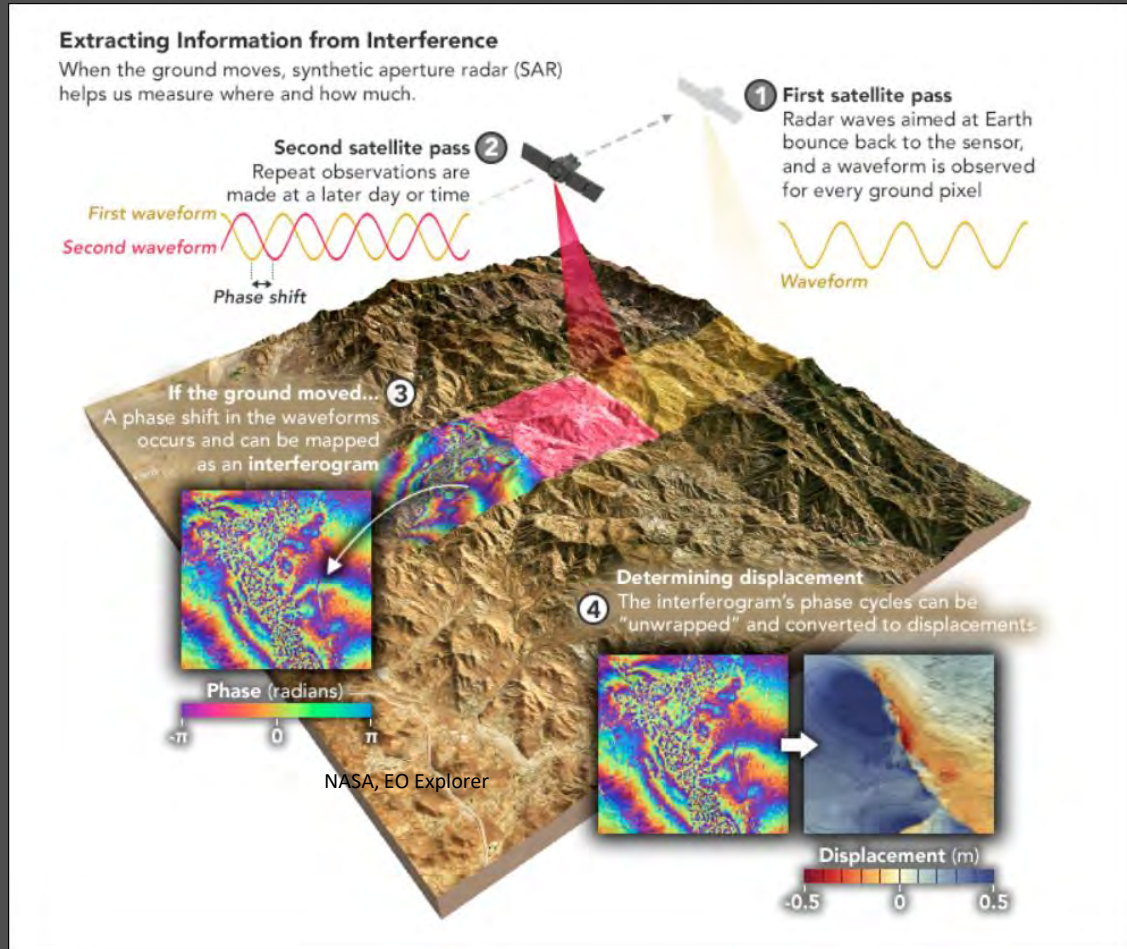 Extracting Information from Interference
When the ground moves, synthetic aperture radar (SAR)
helps us measure where and how much.
1
First satellite pass
Radar waves aimed at Earth
bounce back to the sensor,
and a waveform is observed
for every ground pixel
Waveform
Second satellite pass 2
Repeat observations are
made at a later day or time
First waveform
Second waveform
Phase shift
If the ground moved... 3
A phase shift in the waveforms
occurs and can be mapped
as an interferogram
Phase (radians)
-π 0 π
NASA, EO Explorer
Determining displacement
4 The interferogram's phase cycles can be
"unwrapped" and converted to displacements
Displacement (m)
-0.5 0 0.5